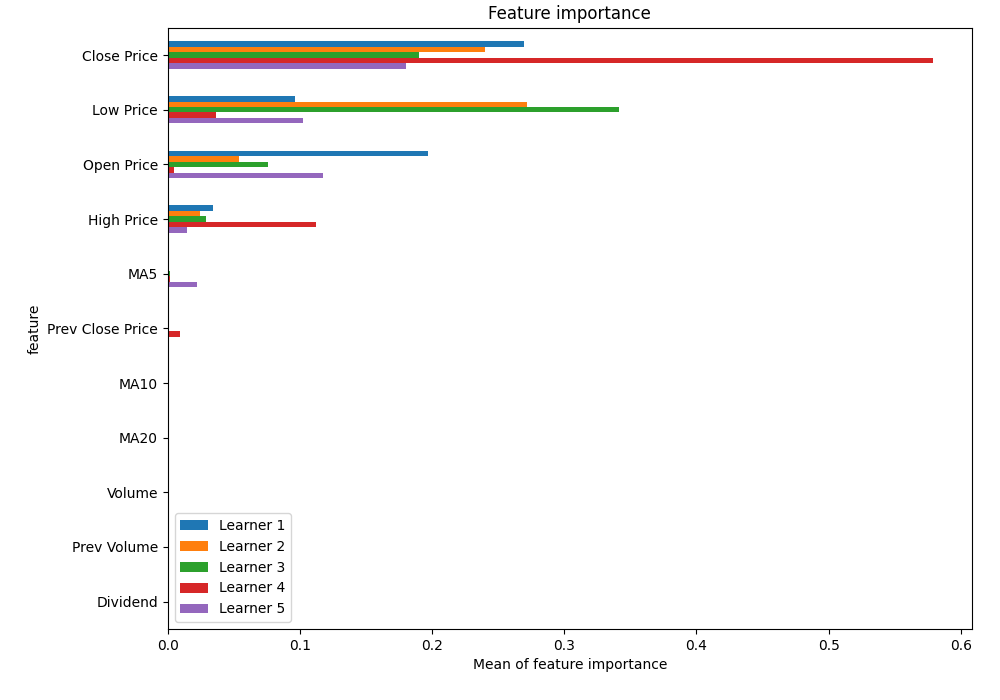 Feature importance
Close Price
Low Price
Open Price
High Price
MA5
Prev Close Price
MA10
MA20
Volume
Prev Volume
Dividend
feature
Learner 1
Learner 2
Learner 3
Learner 4
Learner 5
0.0 0.1 0.2 0.3 0.4 0.5 0.6
Mean of feature importance